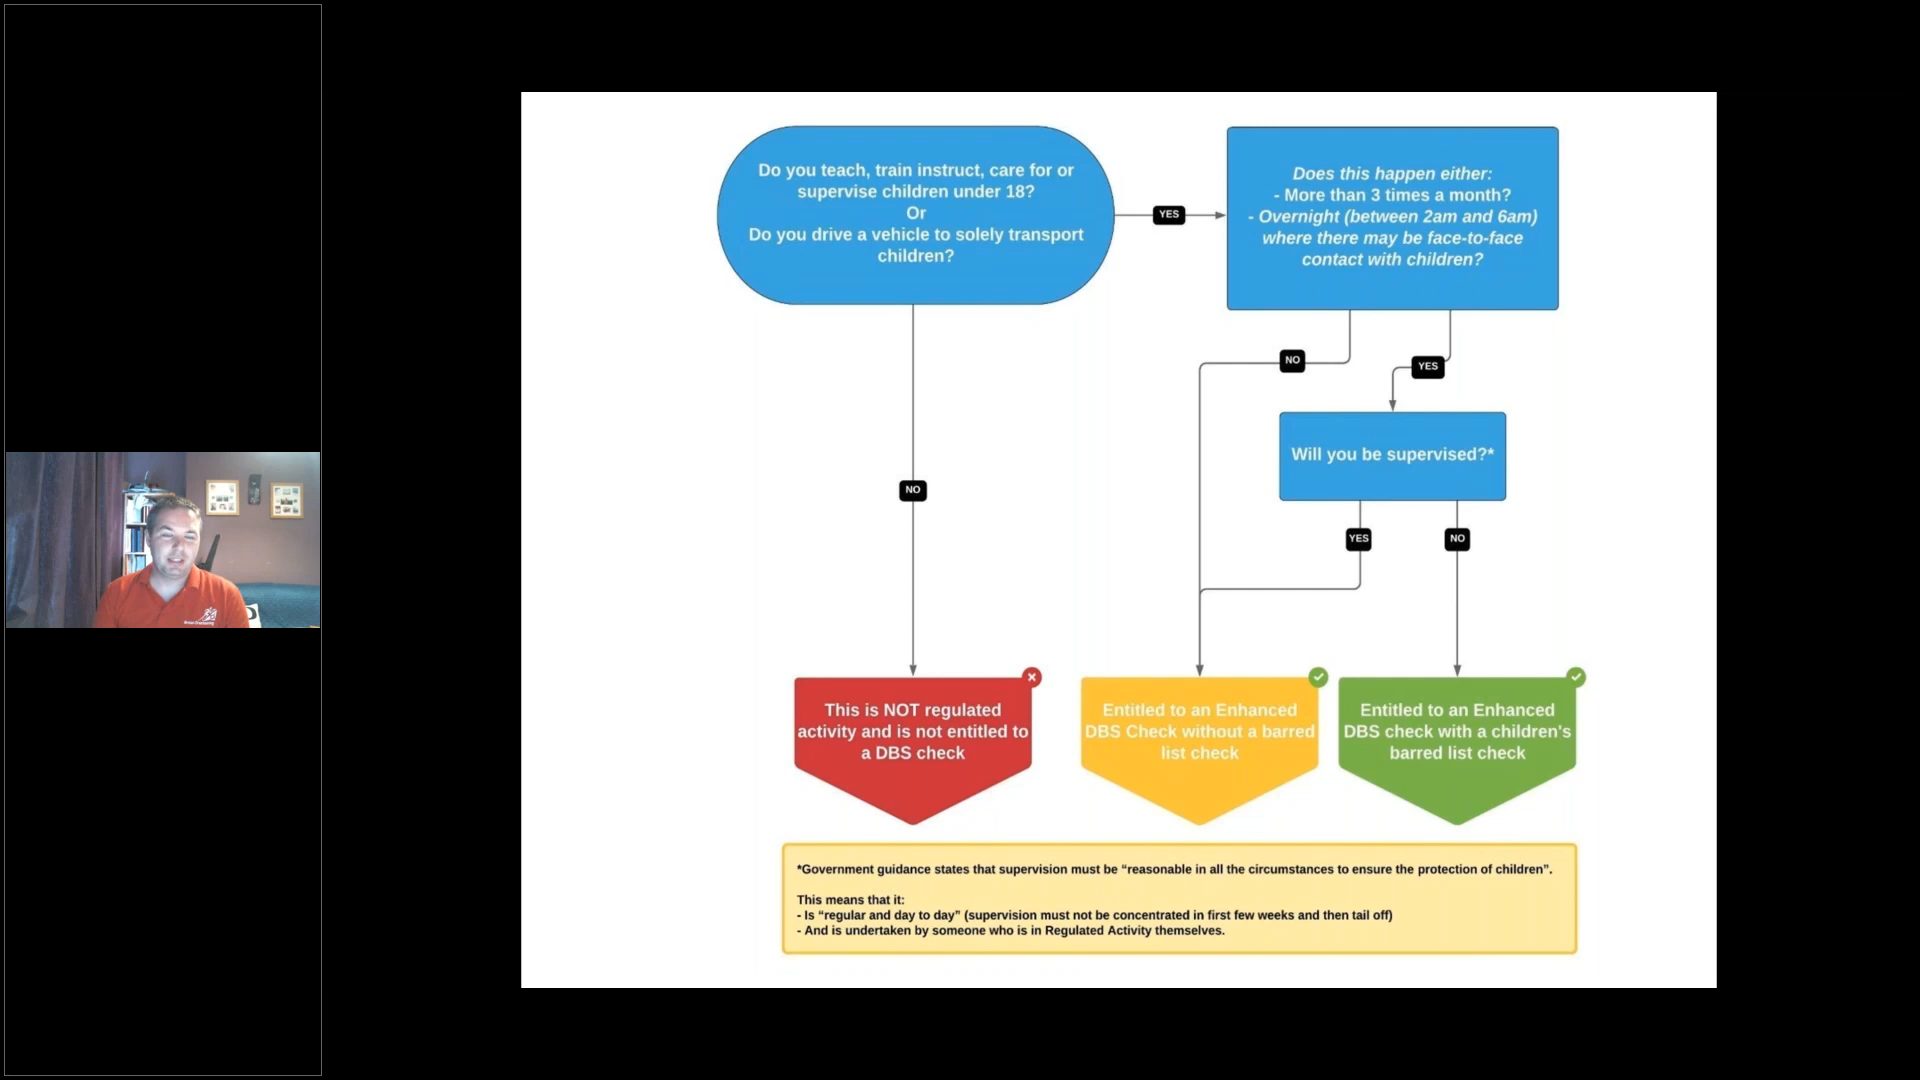 Do you teach, train instruct, care for or
supervise children under 18?
Or
Do you drive a vehicle to solely transport
children?
YES
Does this happen either:
- More than 3 times a month?
- Overnight (between 2am and 6am)
where there may be face-to-face
contact with children?
NO
YES
Will you be supervised?*
NO
YES
NO
This is NOT regulated
activity and is not entitled to
a DBS check
Entitled to an Enhanced
DBS Check without a barred
list check
Entitled to an Enhanced
DBS check with a children's
barred list check
*Government guidance states that supervision must be “reasonable in all the circumstances to ensure the protection of children”.
This means that it:
- Is “regular and day to day” (supervision must not be concentrated in first few weeks and then tail off)
- And is undertaken by someone who is in Regulated Activity themselves.